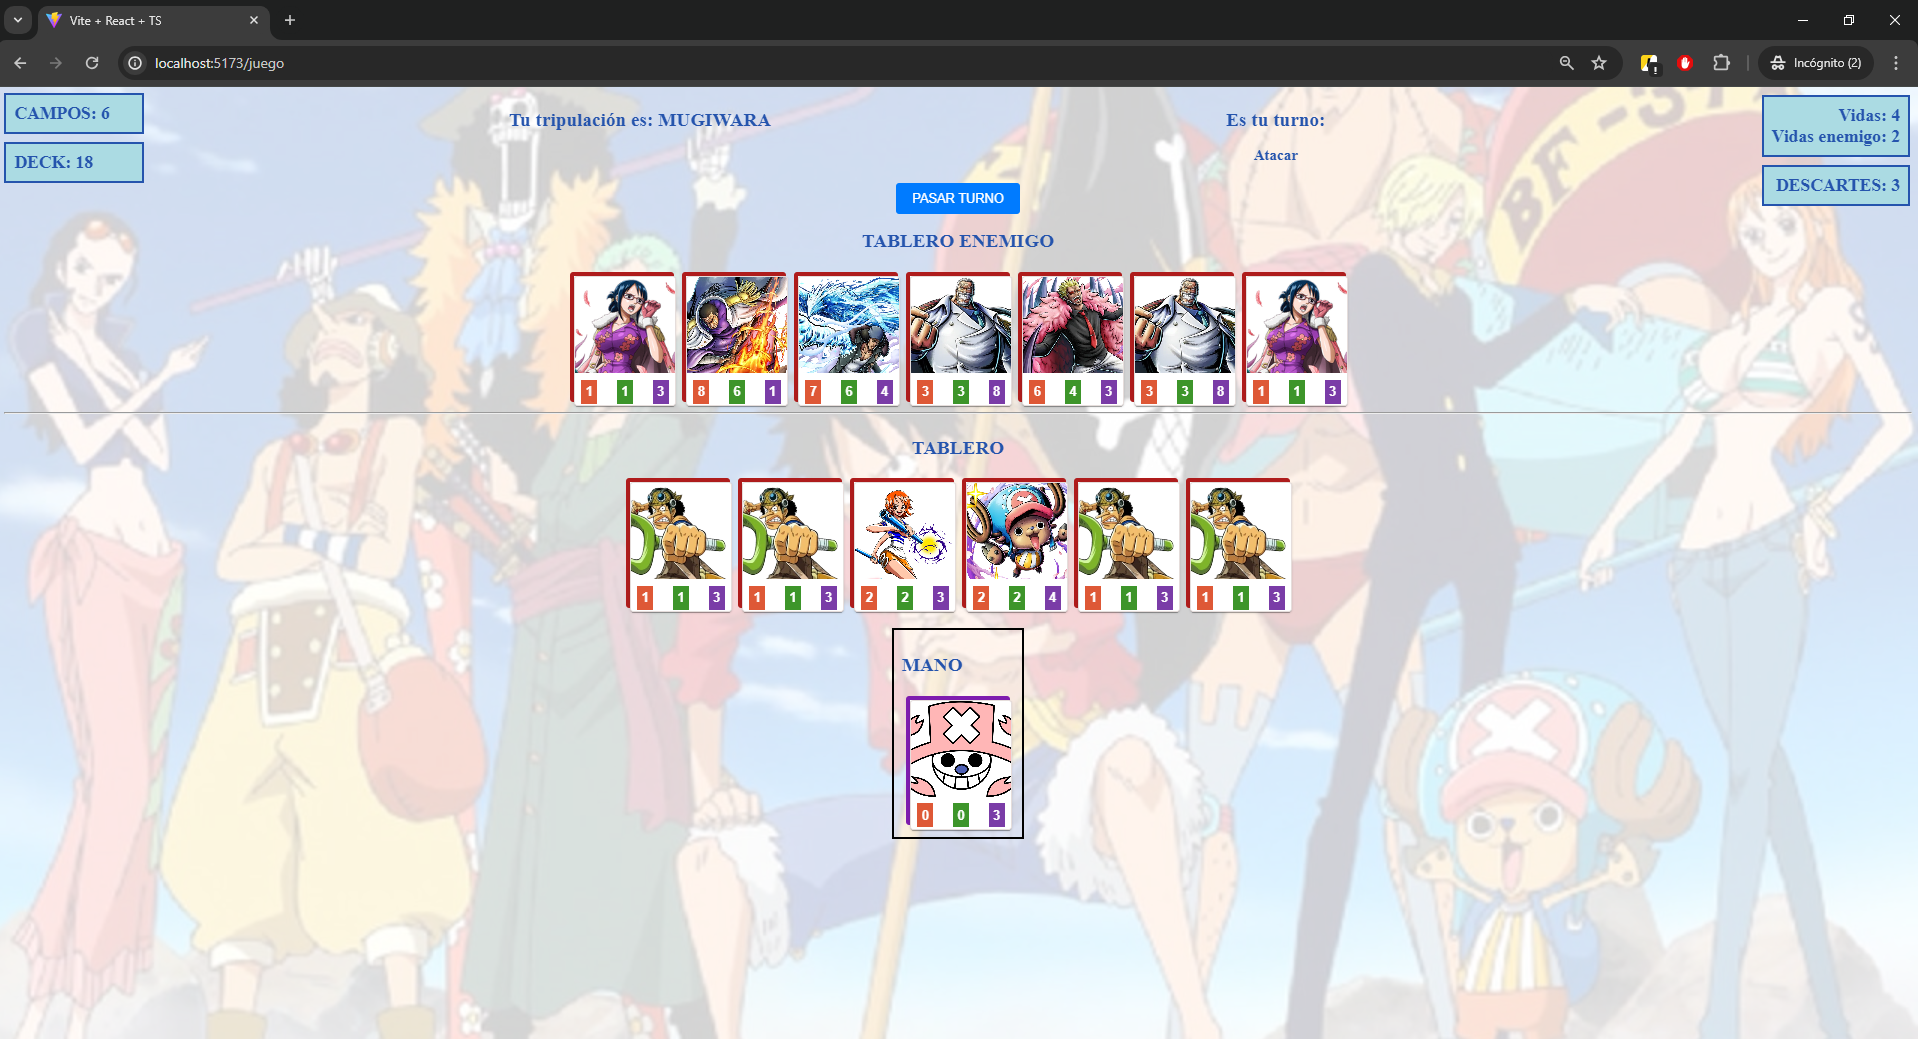 Vite + React + TS
localhost:5173/juego
Incógnito (2)
CAMPOS: 6
DECK: 18
Tu tripulación es: MUGIWARA
Es tu turno:
Atacar
Vidas: 4
Vidas enemigo: 2
DESCARTES: 3
PASAR TURNO
TABLERO ENEMIGO
1 1 3 8 6 1 7 6 4 3 3 8 6 4 3 3 3 8 1 1 3
TABLERO
1 1 3 1 1 3 2 2 3 2 2 4 1 1 3 1 1 3
MANO
0 0 3